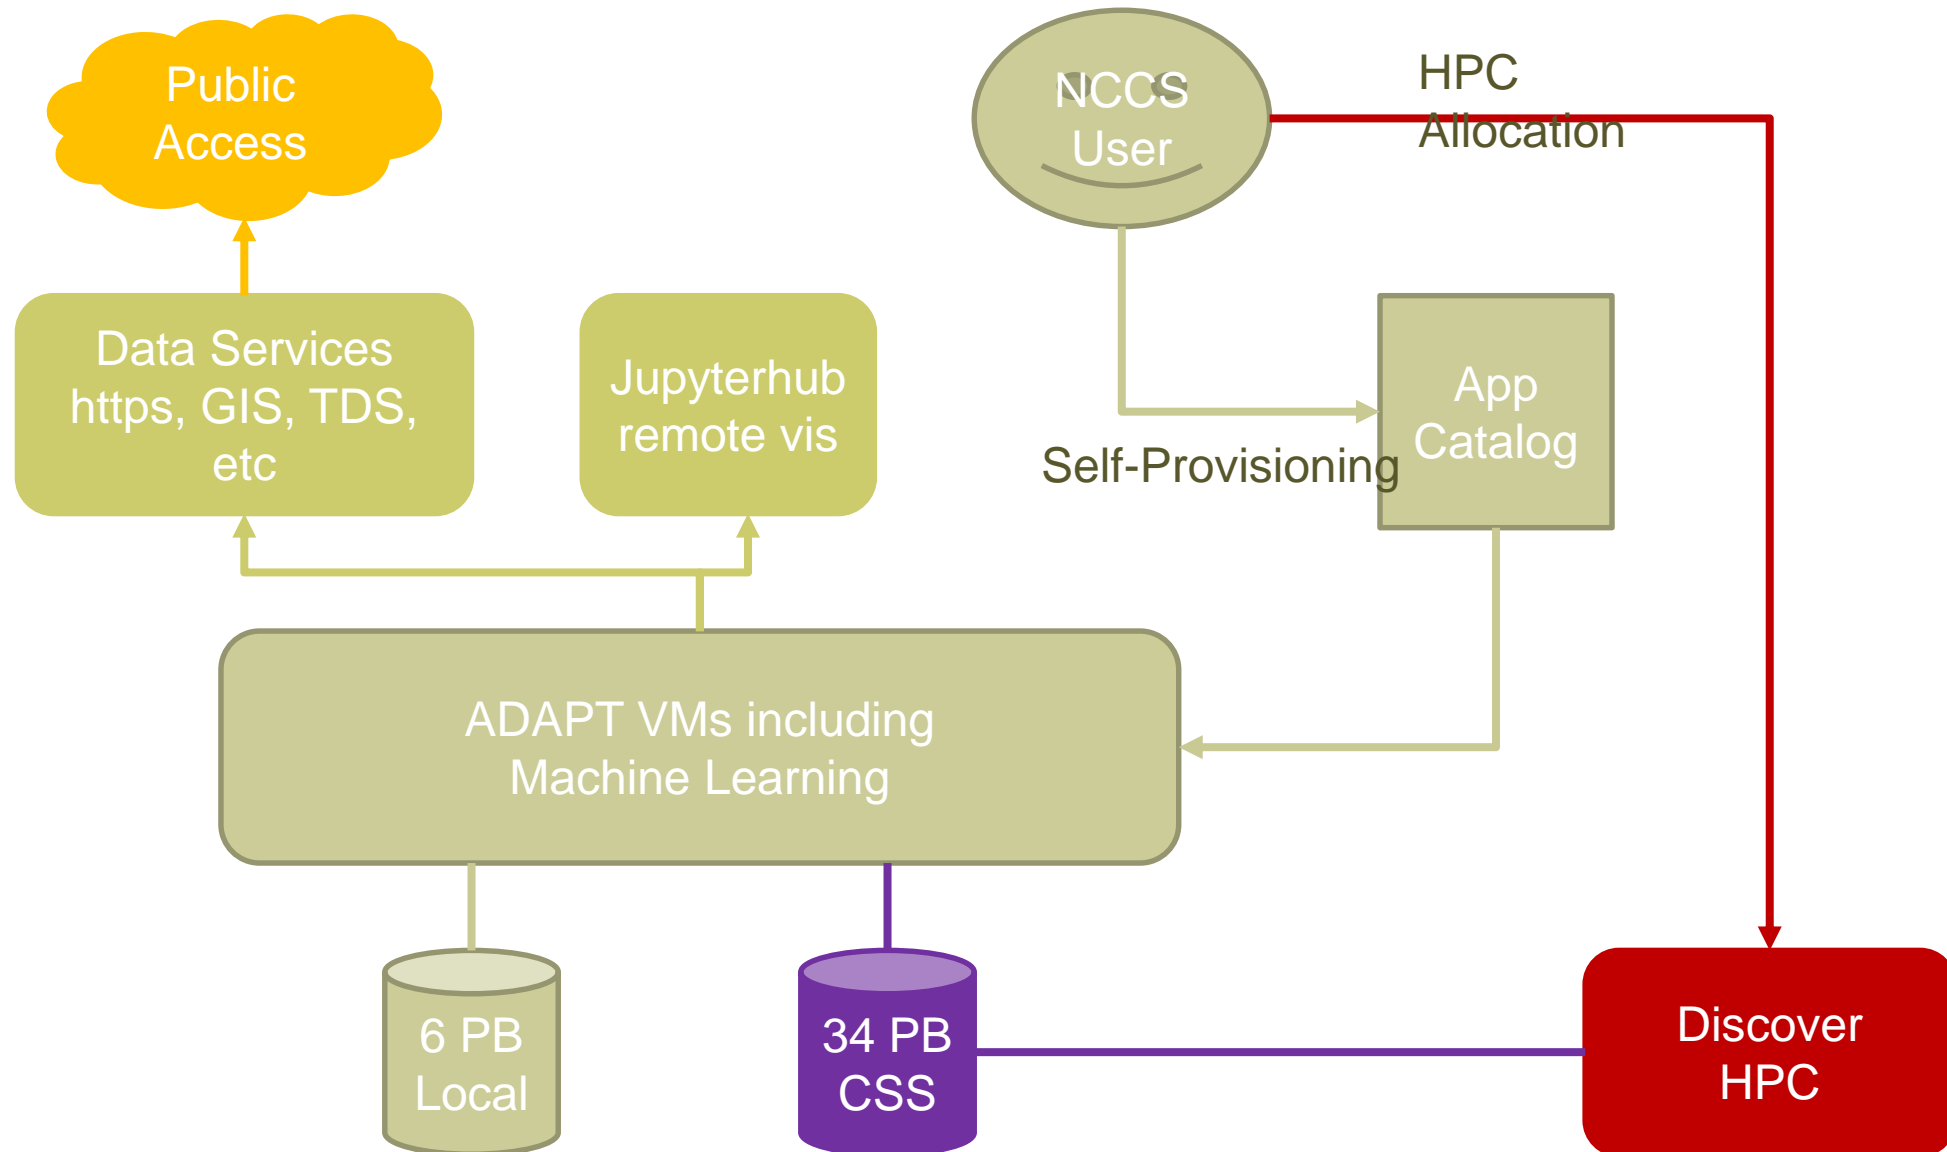 Public
Access
NCCS
User
HPC
Allocation
Data Services
https, GIS, TDS,
etc
Jupyterhub
remote vis
App
Catalog
Self-Provisioning
ADAPT VMs including
Machine Learning
6 PB
Local
34 PB
CSS
Discover
HPC